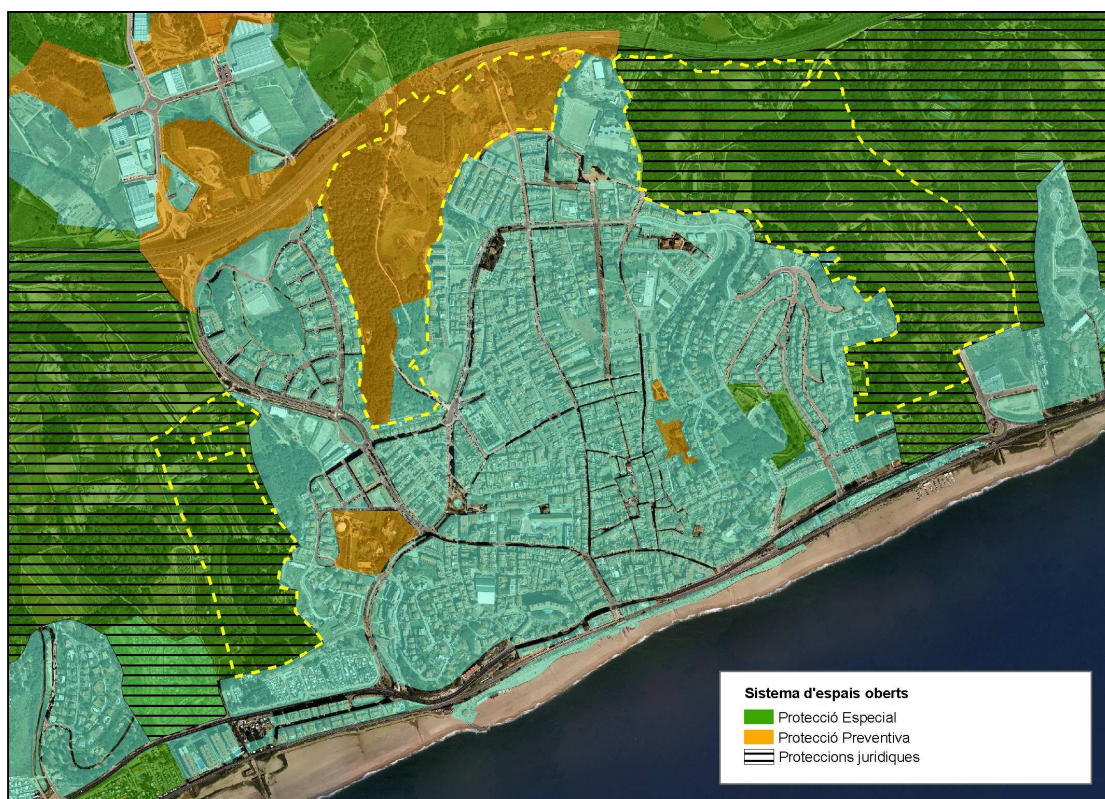 Sistema d'espais oberts
Protecció Especial
Protecció Preventiva
Proteccions juridiques